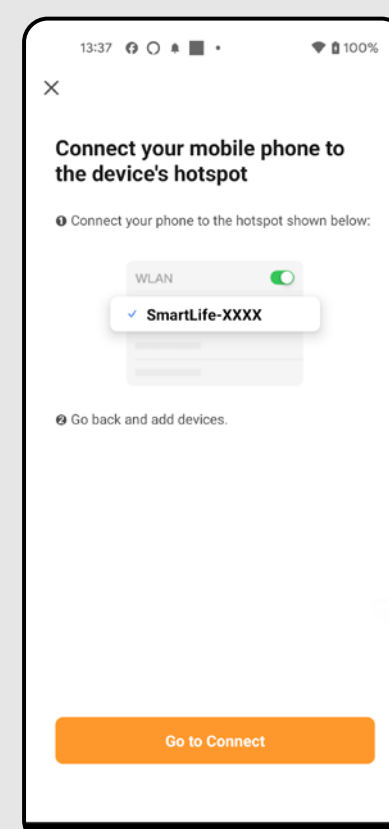 13:37 100%
Connect your mobile phone to
the device's hotspot
❶ Connect your phone to the hotspot shown below:
WLAN
SmartLife-XXXX
❷ Go back and add devices.
Go to Connect